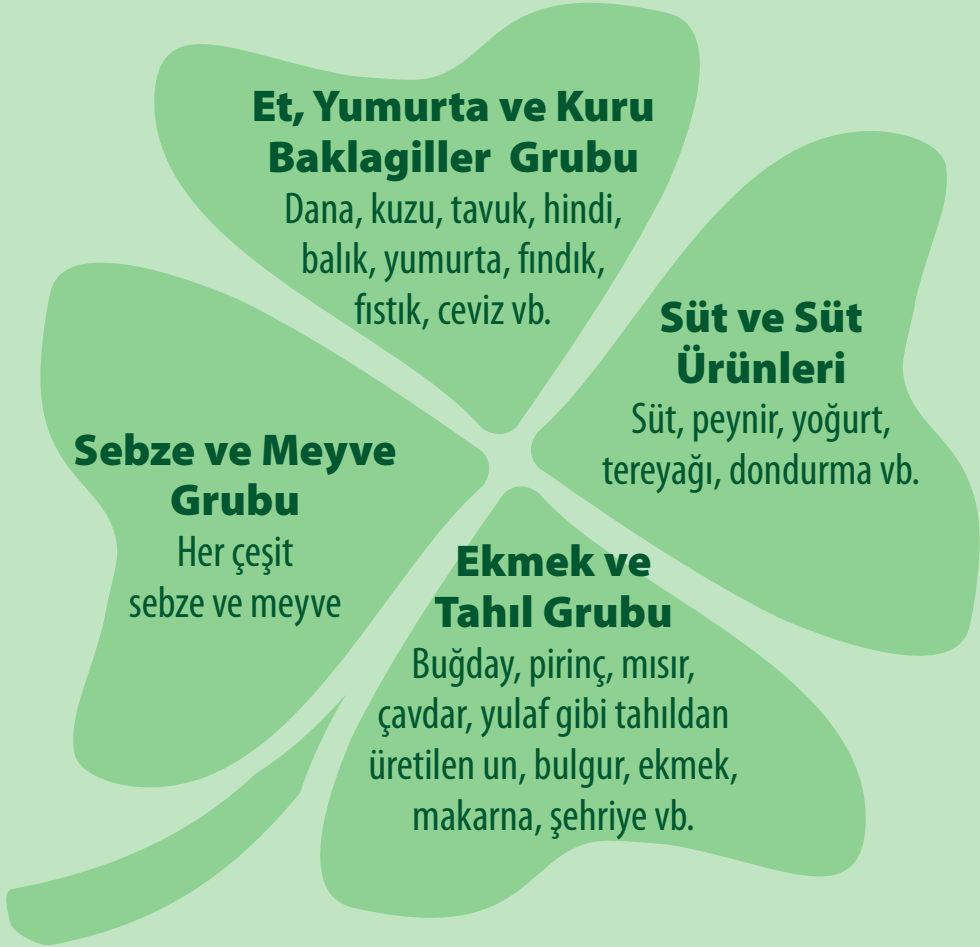 Et, Yumurta ve Kuru
Baklagiller Grubu
Dana, kuzu, tavuk, hindi,
balık, yumurta, fındık,
fıstık, ceviz vb.
Süt ve Süt
Ürünleri
Süt, peynir, yoğurt,
tereyağı, dondurma vb.
Sebze ve Meyve
Grubu
Her çeşit
sebze ve meyve
Ekmek ve
Tahıl Grubu
Buğday, pirinç, mısır,
çavdar, yulaf gibi tahıldan
üretilen un, bulgur, ekmek,
makarna, şehriye vb.